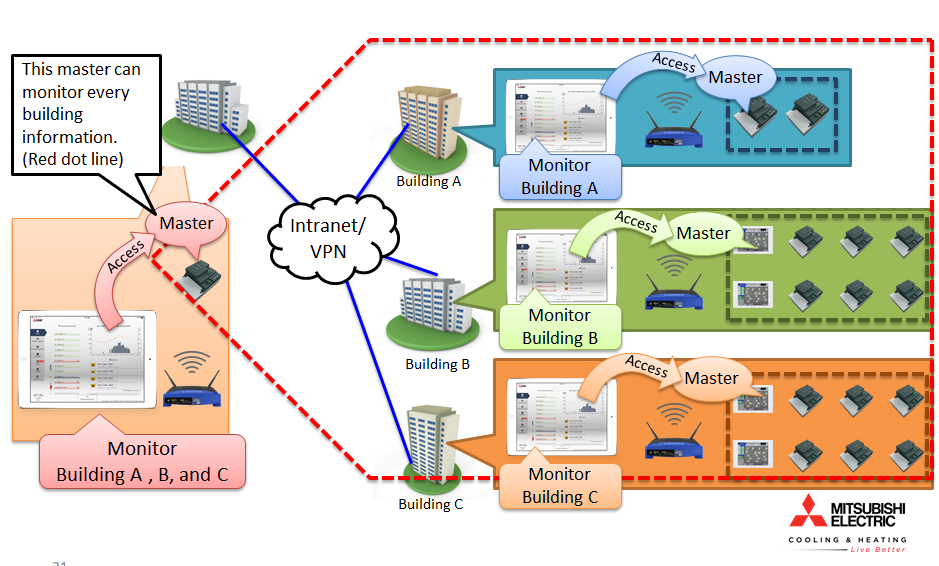 This master can
monitor every
building
information.
(Red dot line)
Master
Access
Monitor
Building A , B, and C
Intranet/
VPN
Building A
Building B
Building C
Access
Master
Monitor
Building A
Access
Master
Monitor
Building B
Access
Master
Monitor
Building C
MITSUBISHI
ELECTRIC
COOLING & HEATING
Live Better